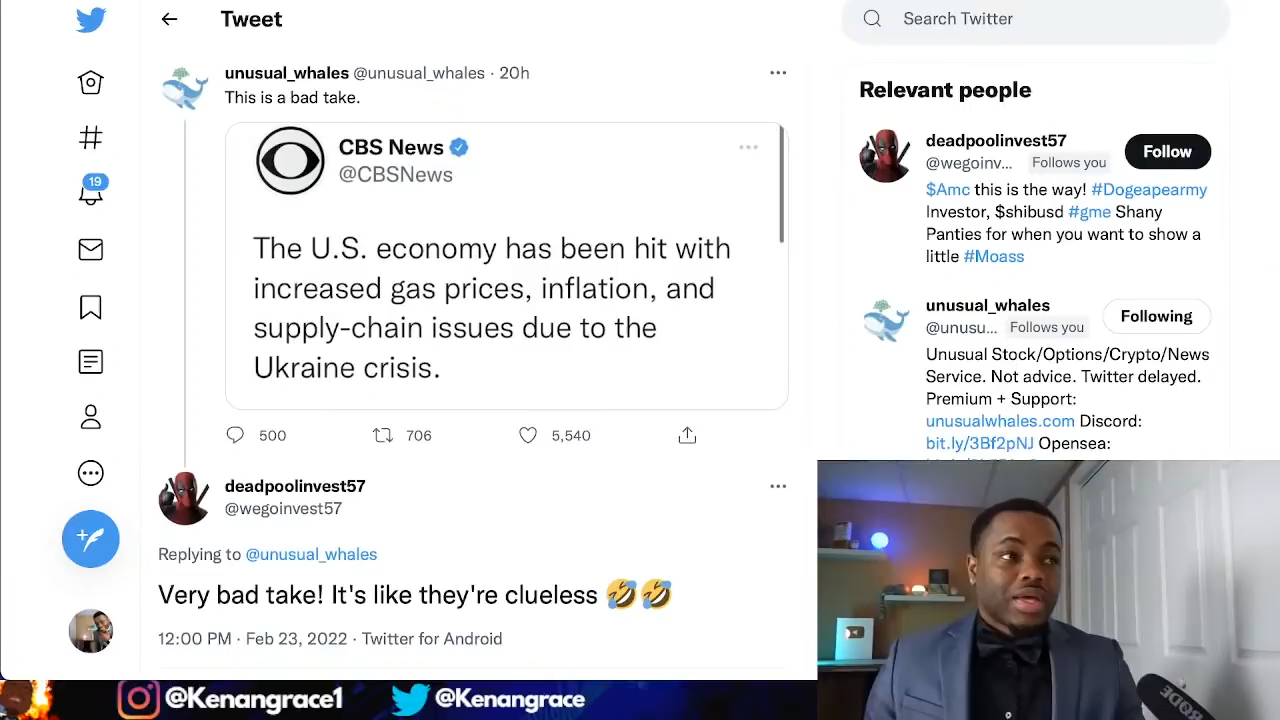 Tweet
Search Twitter
unusual_whales @unusual_whales · 20h
This is a bad take.
CBS News
@CBSNews
The U.S. economy has been hit with
increased gas prices, inflation, and
supply-chain issues due to the
Ukraine crisis.
500 706 5,540
deadpoolinvest57
@wegoinvest57
Replying to @unusual_whales
Very bad take! It's like they're clueless 🤣🤣
12:00 PM · Feb 23, 2022 · Twitter for Android
19
Relevant people
deadpoolinvest57
@wegoinv... Follows you
Follow
$Amc this is the way! #Dogeapearmy
Investor, $shibusd #gme Shany
Panties for when you want to show a
little #Moass
unusual_whales
@unusu... Follows you
Following
Unusual Stock/Options/Crypto/News
Service. Not advice. Twitter delayed.
Premium + Support:
unusualwhales.com Discord:
bit.ly/3Bf2pNJ Opensea:
@Kenangrace1 @Kenangrace